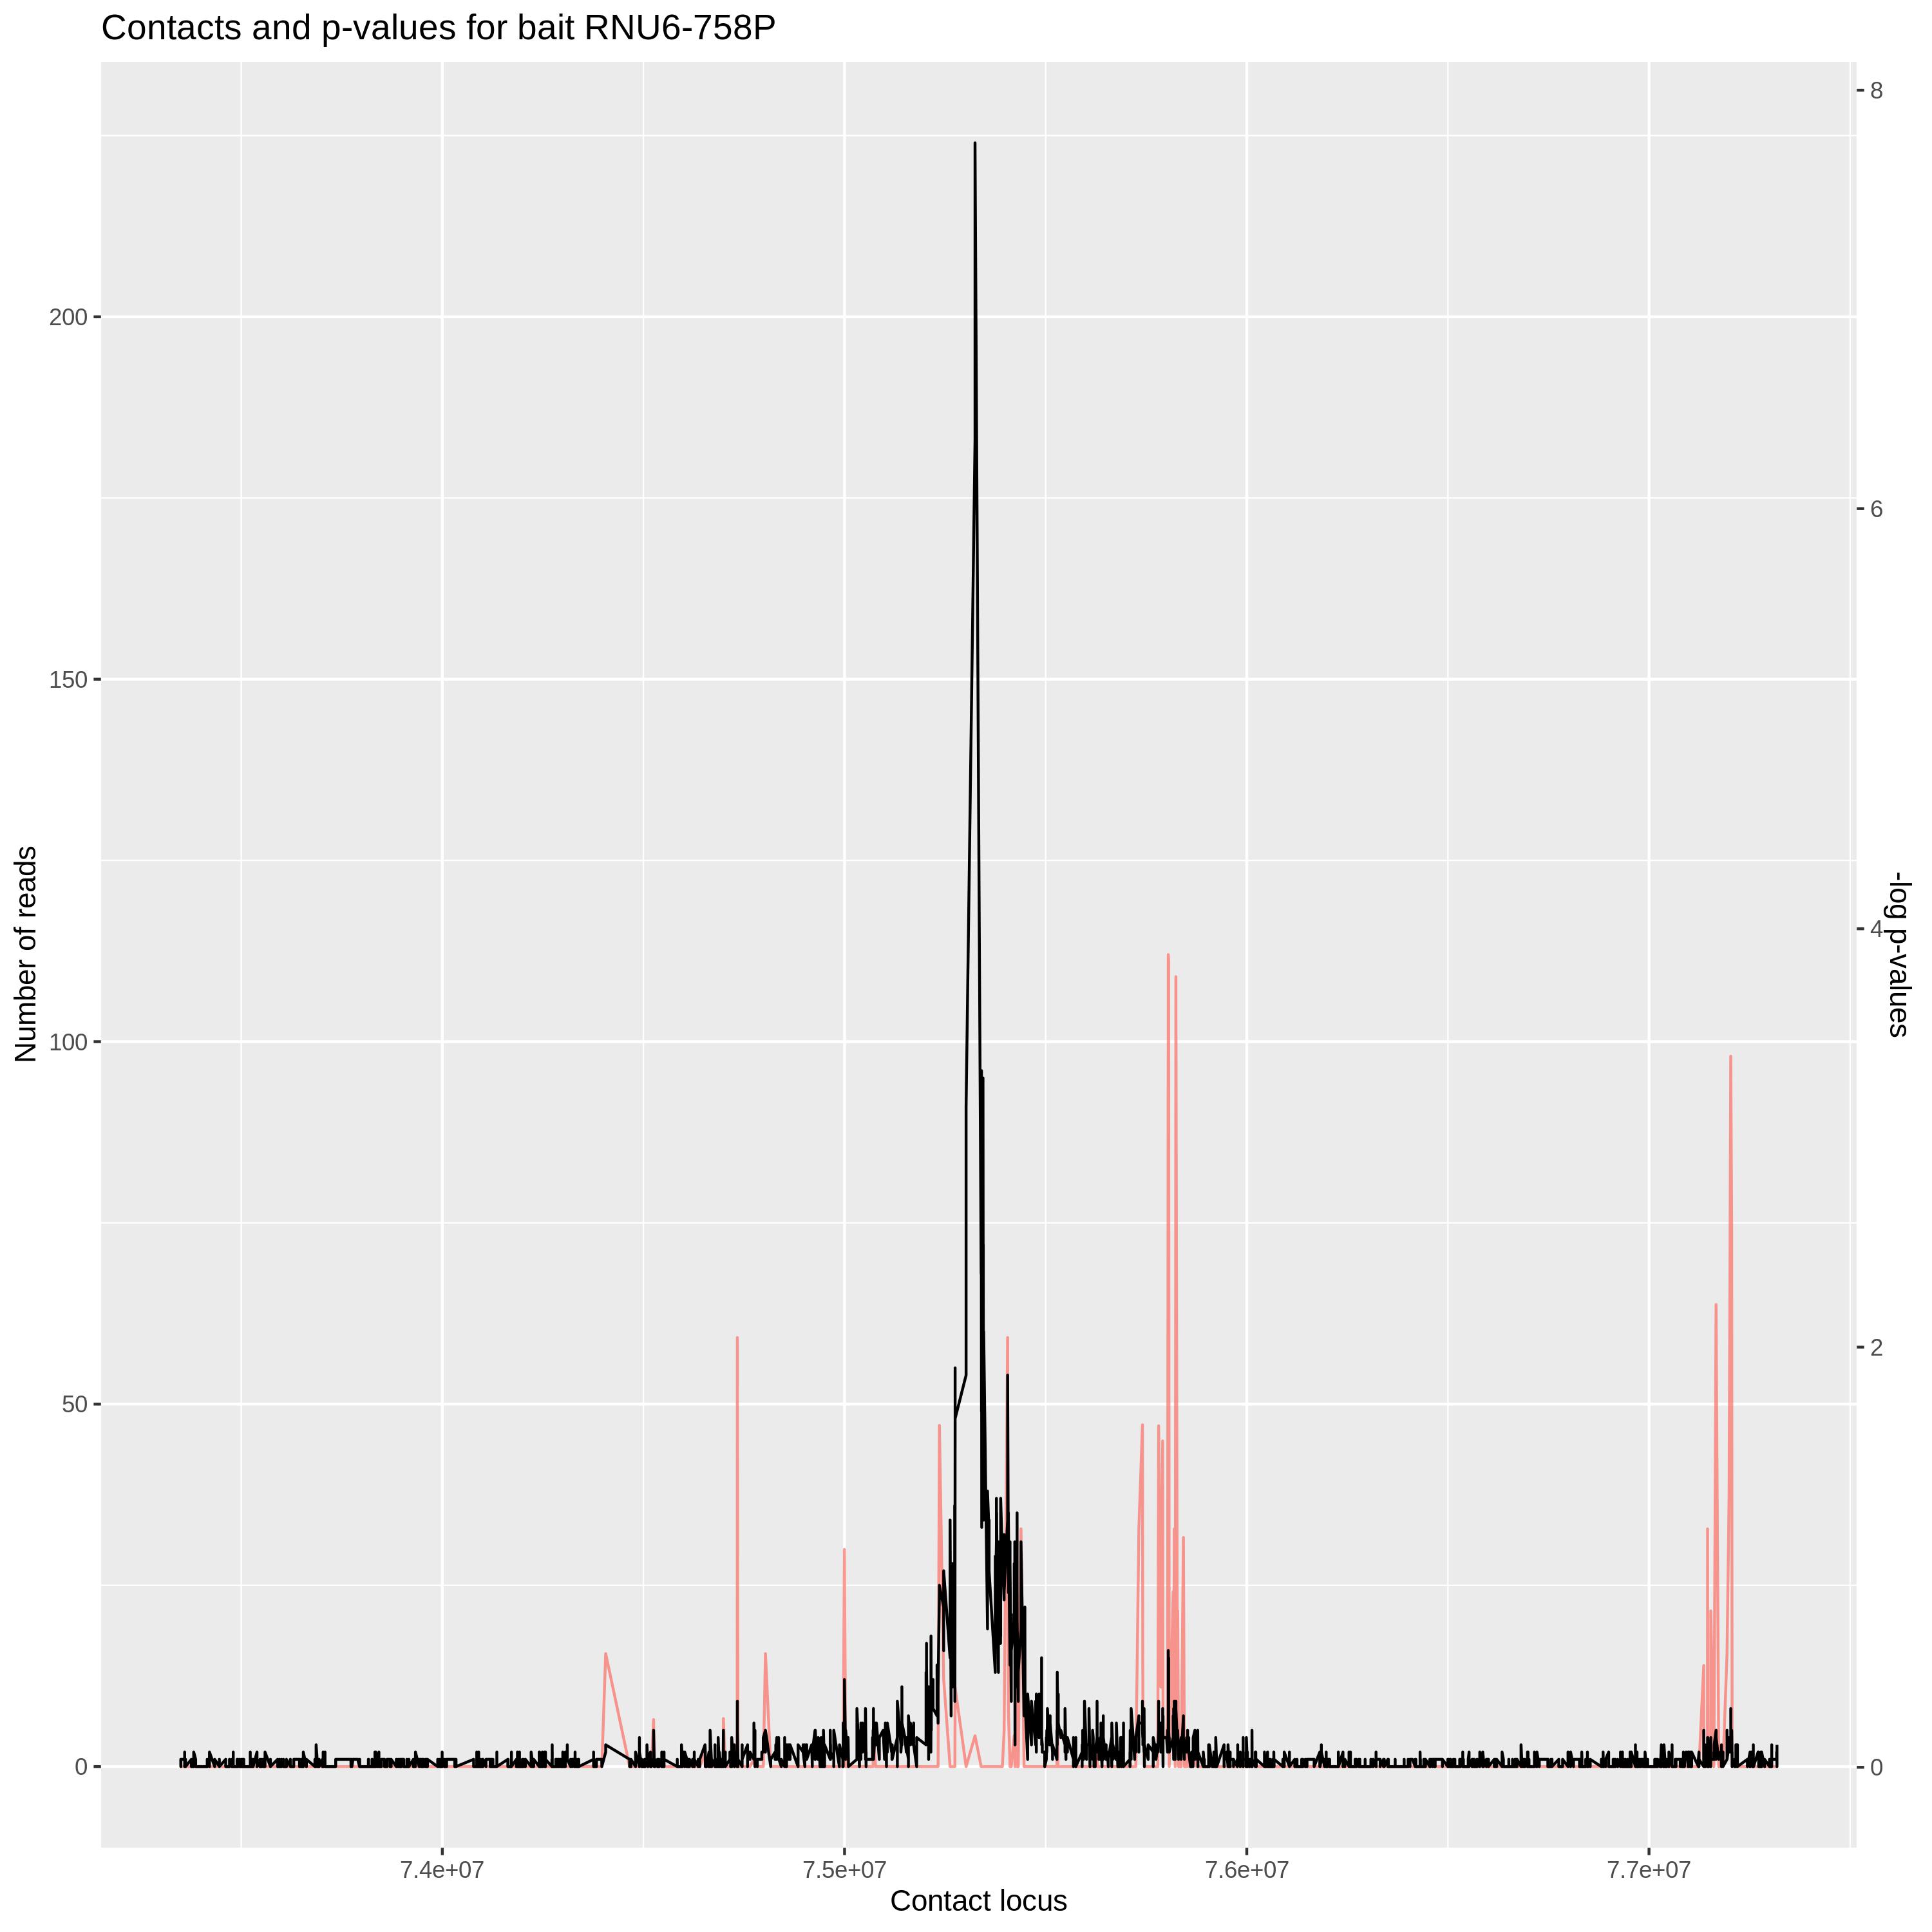 Contacts and p-values for bait RNU6-758P
Number of reads
200
150
100
50
0
8
6
4
2
0
-log p-values
7.4e+07
7.5e+07
7.6e+07
7.7e+07
Contact locus